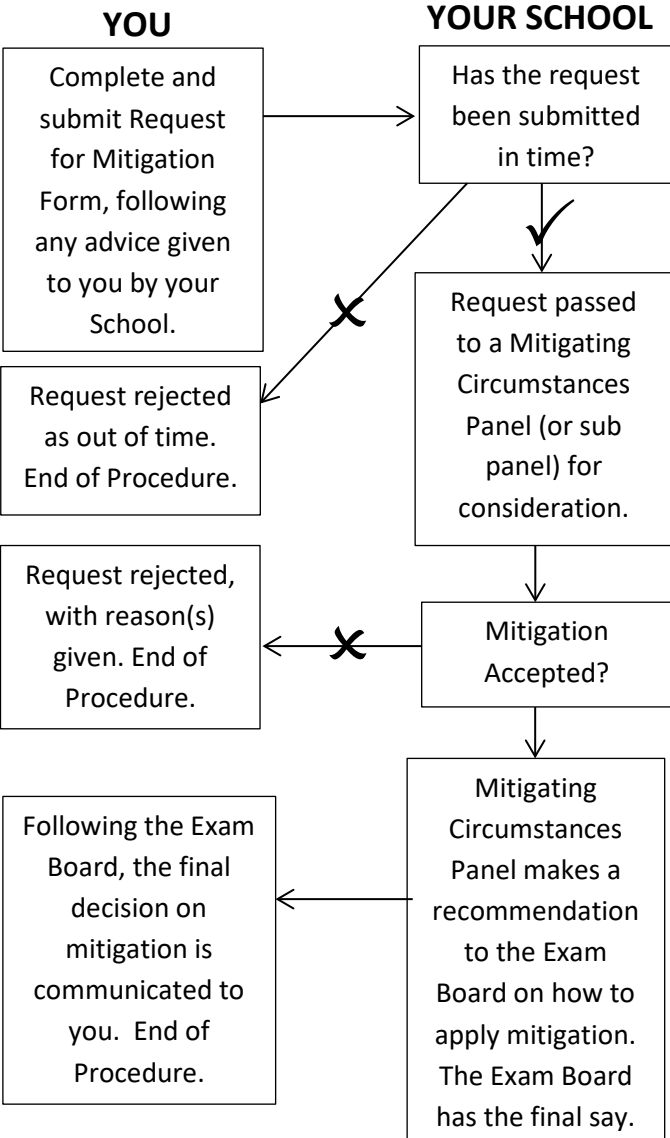 YOU
YOUR SCHOOL
Complete and
submit Request
for Mitigation
Form, following
any advice given
to you by your
School.
Has the request
been submitted
in time?
Request rejected
as out of time.
End of Procedure.
Request passed
to a Mitigating
Circumstances
Panel (or sub
panel) for
consideration.
Request rejected,
with reason(s)
given. End of
Procedure.
Mitigation
Accepted?
Mitigating
Circumstances
Panel makes a
recommendation
to the Exam
Board on how to
apply mitigation.
The Exam Board
has the final say.
Following the Exam
Board, the final
decision on
mitigation is
communicated to
you.  End of
Procedure.